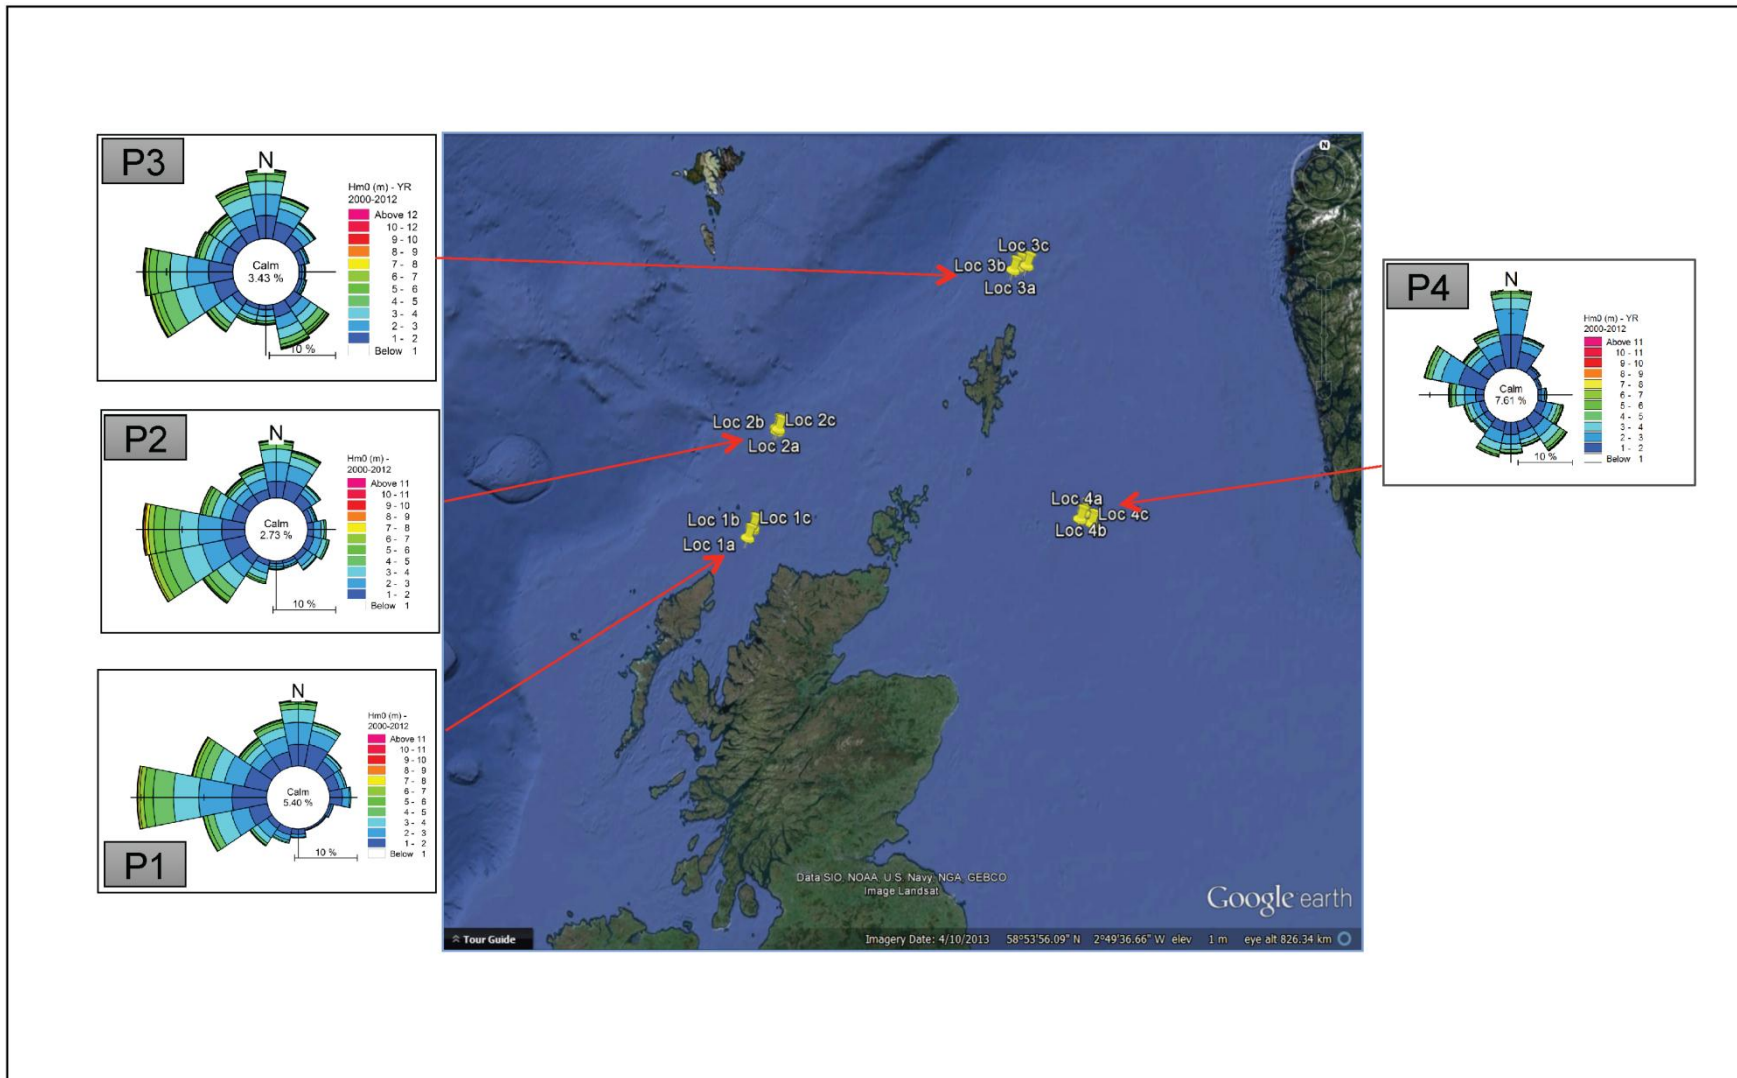 P3
N
Calm
3.43 %
10 %
Hm0 (m) - YR
2000-2012
Above 12
10 - 12
9 - 10
8 - 9
7 - 8
6 - 7
5 - 6
4 - 5
3 - 4
2 - 3
1 - 2
Below 1
P2
N
Calm
2.73 %
10 %
Hm0 (m) -
2000-2012
Above 11
10 - 11
9 - 10
8 - 9
7 - 8
6 - 7
5 - 6
4 - 5
3 - 4
2 - 3
1 - 2
Below 1
P1
N
Calm
5.40 %
10 %
Hm0 (m) -
2000-2012
Above 11
10 - 11
9 - 10
8 - 9
7 - 8
6 - 7
5 - 6
4 - 5
3 - 4
2 - 3
1 - 2
Below 1
N
Loc 3c
Loc 3b
Loc 3a
Loc 2b
Loc 2c
Loc 2a
Loc 1b
Loc 1c
Loc 1a
Loc 4a
Loc 4c
Loc 4b
Data SIO, NOAA, U.S. Navy, NGA, GEBCO
Image Landsat
Google earth
Tour Guide
Imagery Date: 4/10/2013 58°53'56.09" N 2°49'36.66" W elev 1 m eye alt 826.34 km
P4
N
Calm
7.61 %
10 %
Hm0 (m) - YR
2000-2012
Above 11
10 - 11
9 - 10
8 - 9
7 - 8
6 - 7
5 - 6
4 - 5
3 - 4
2 - 3
1 - 2
Below 1